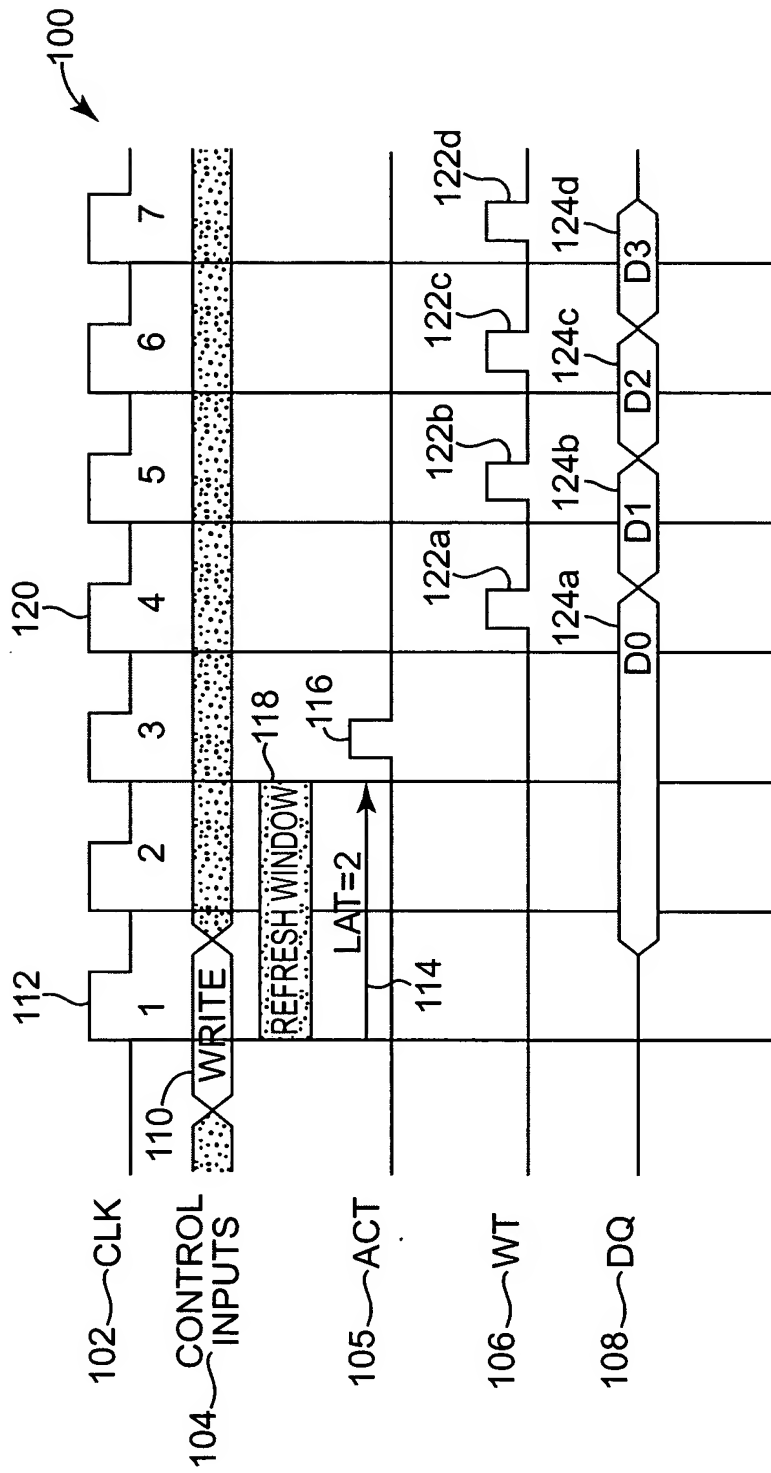 100
112
120
102 CLK
1 2 3 4 5 6 7
110
104 CONTROL INPUTS
WRITE
REFRESH WINDOW
118
LAT=2
114
116
105 ACT
122a
122b
122c
122d
106 WT
124a
124b
124c
124d
108 DQ
D0 D1 D2 D3